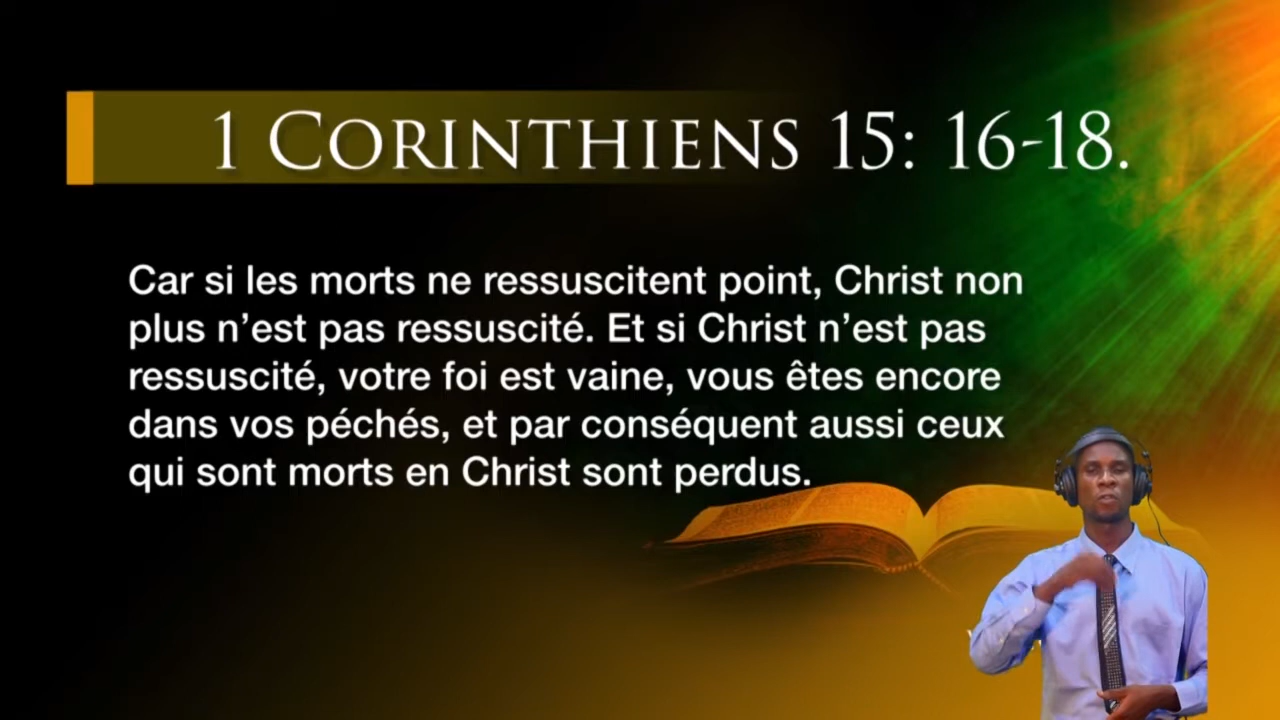 1 CORINTHIENS 15: 16-18.
Car si les morts ne ressuscitent point, Christ non
plus n’est pas ressuscité. Et si Christ n’est pas
ressuscité, votre foi est vaine, vous êtes encore
dans vos péchés, et par conséquent aussi ceux
qui sont morts en Christ sont perdus.